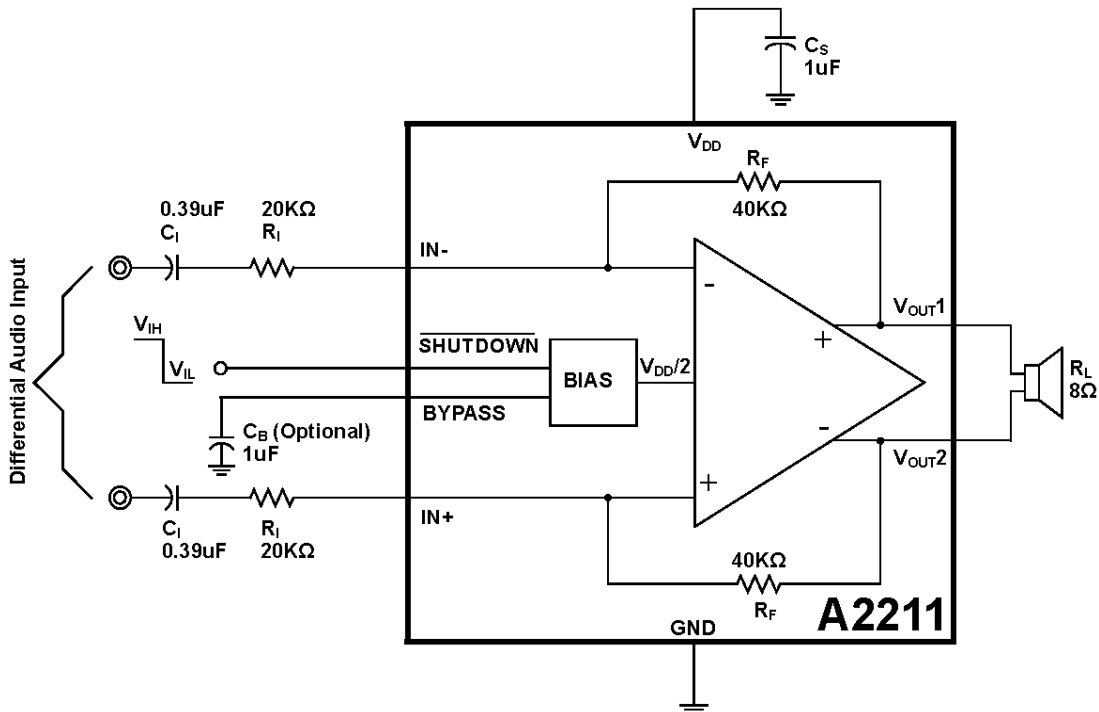 C_S
1uF
V_DD
R_F
40KΩ
0.39uF
C_I
20KΩ
R_I
IN-
-
Differential Audio Input
V_IH
V_IL
SHUTDOWN
BYPASS
BIAS
V_DD/2
+
V_OUT1
R_L
8Ω
C_B (Optional)
1uF
-
V_OUT2
+
IN+
C_I
0.39uF
R_I
20KΩ
40KΩ
R_F
A2211
GND